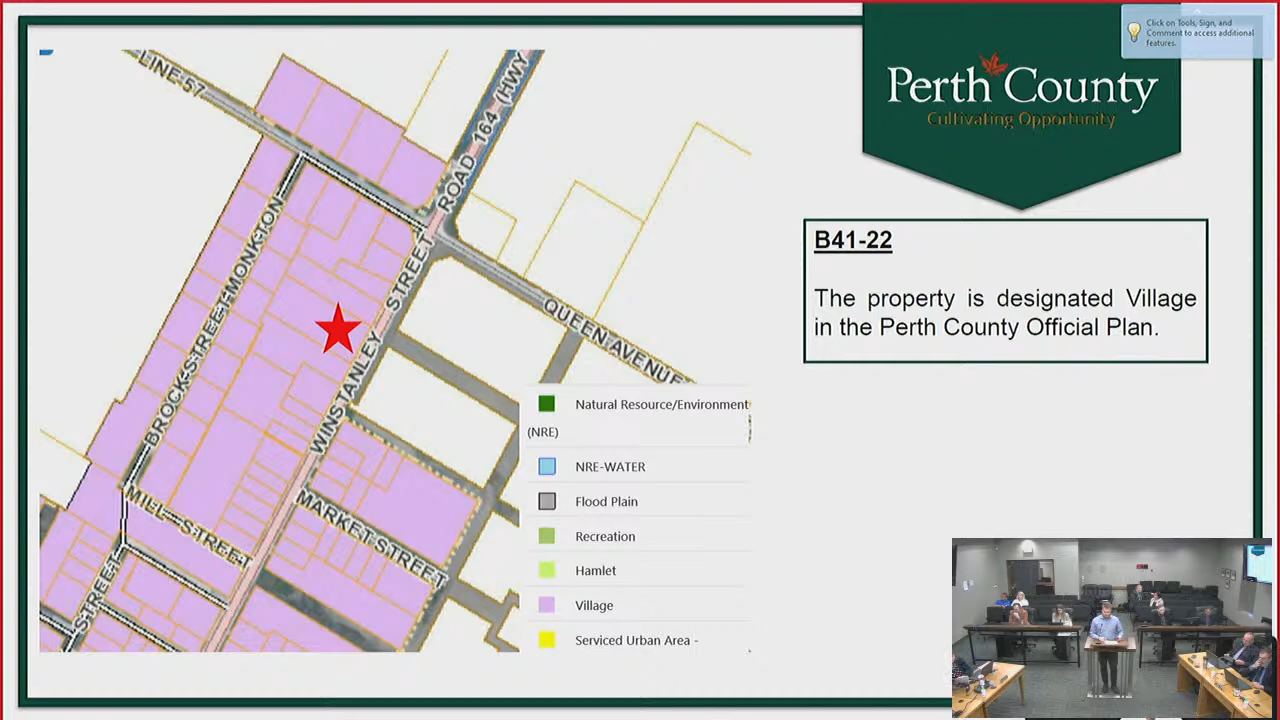 Click on Tools, Sign, and
Comment to access additional
features.
Perth County
Cultivating Opportunity
B41-22
The property is designated Village
in the Perth County Official Plan.
LINE 57
ROAD 164 (HWY
BROCK STREET-MONKTON
WINSTANLEY STREET
QUEEN AVENUE
MILL STREET
MARKET STREET
STREET
Natural Resource/Environment
(NRE)
NRE-WATER
Flood Plain
Recreation
Hamlet
Village
Serviced Urban Area -